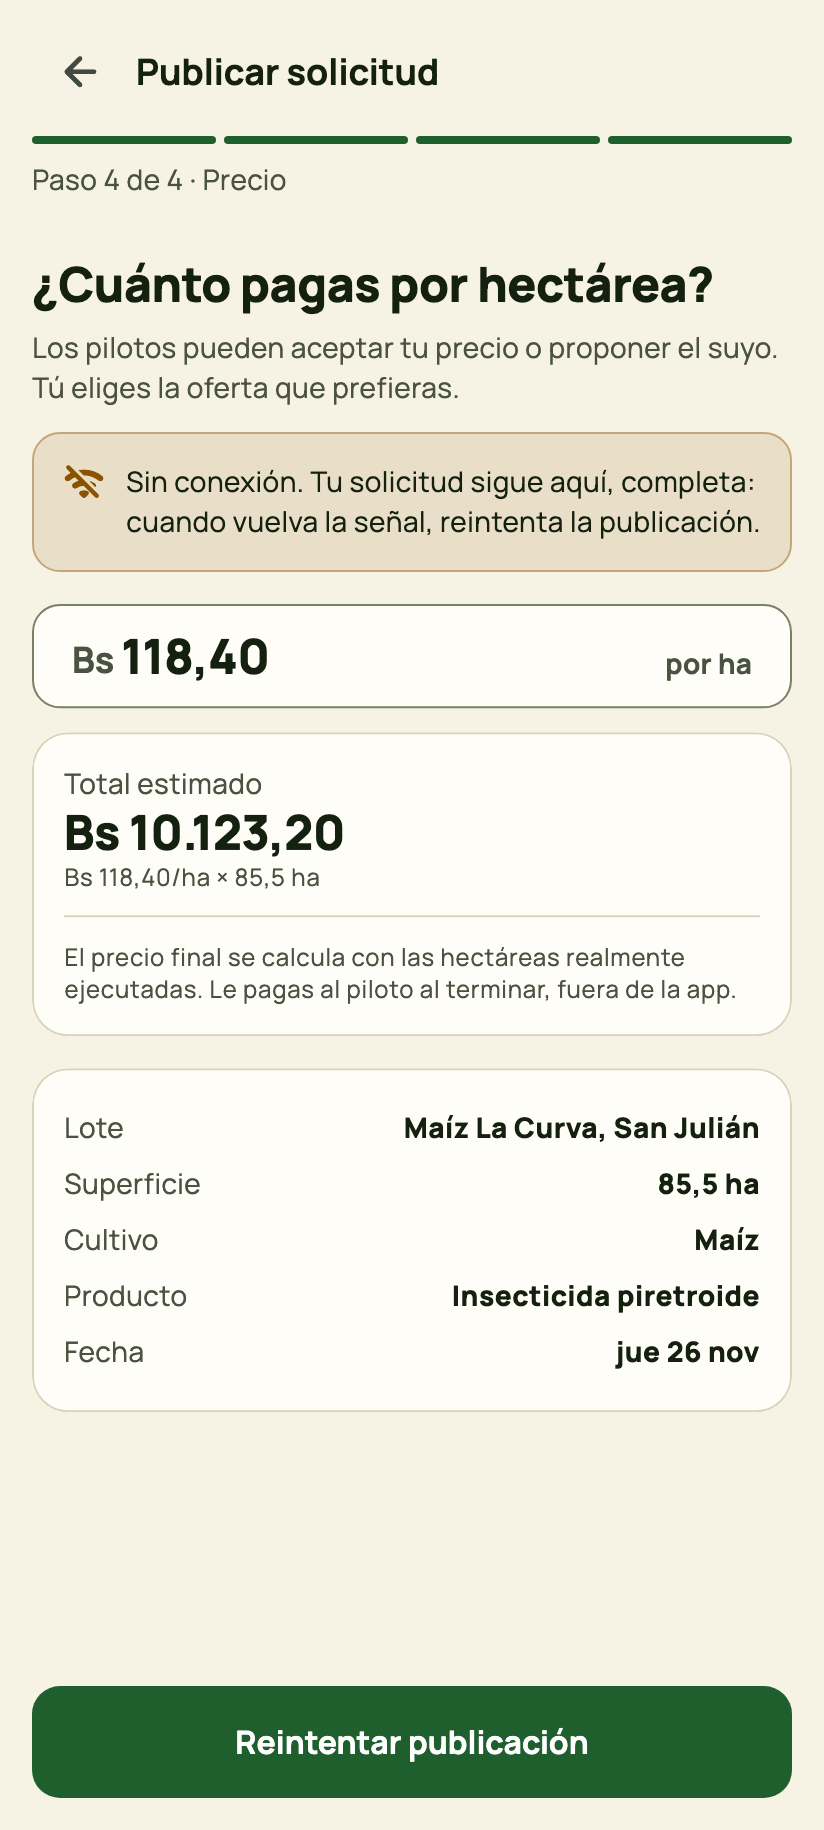 Publicar solicitud
Paso 4 de 4 · Precio
¿Cuánto pagas por hectárea?
Los pilotos pueden aceptar tu precio o proponer el suyo.
Tú eliges la oferta que prefieras.
Sin conexión. Tu solicitud sigue aquí, completa:
cuando vuelva la señal, reintenta la publicación.
Bs 118,40 por ha
Total estimado
Bs 10.123,20
Bs 118,40/ha × 85,5 ha
El precio final se calcula con las hectáreas realmente
ejecutadas. Le pagas al piloto al terminar, fuera de la app.
Lote Maíz La Curva, San Julián
Superficie 85,5 ha
Cultivo Maíz
Producto Insecticida piretroide
Fecha jue 26 nov
Reintentar publicación